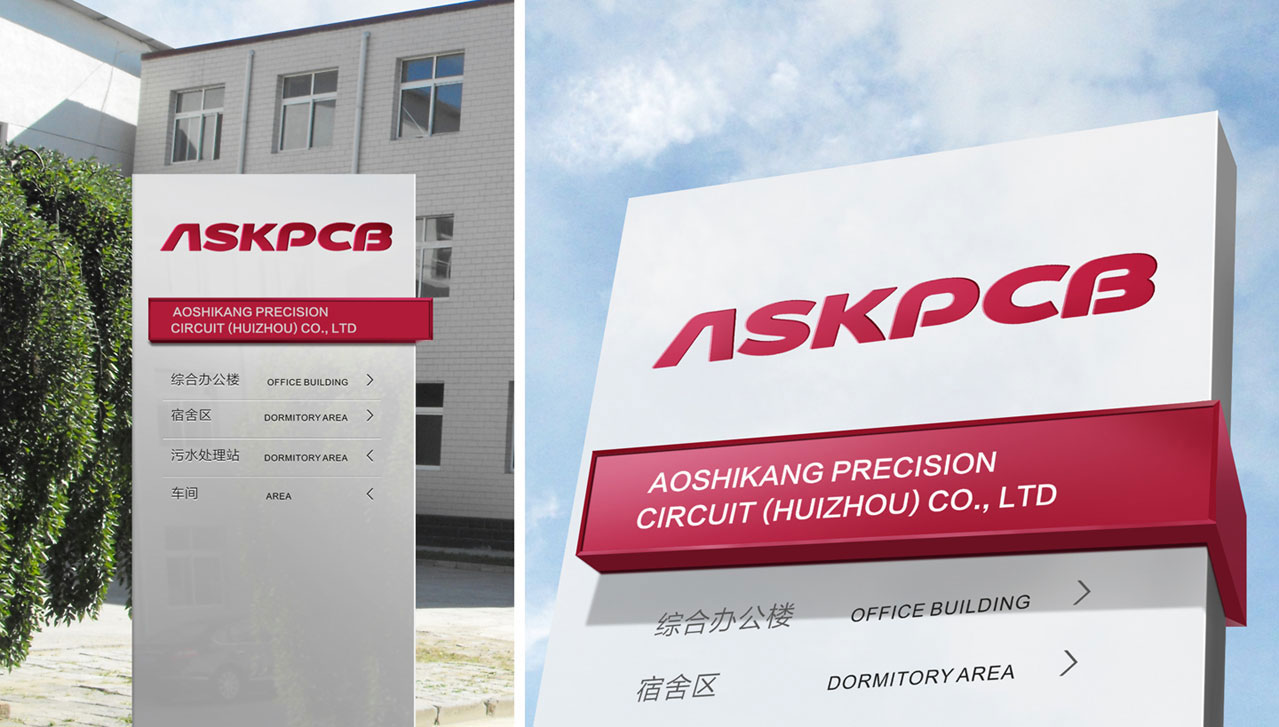 ASKPCB
AOSHIKANG PRECISION
CIRCUIT (HUIZHOU) CO., LTD
综合办公楼 OFFICE BUILDING >
宿舍区 DORMITORY AREA >
污水处理站 DORMITORY AREA <
车间 AREA <
ASKPCB
AOSHIKANG PRECISION
CIRCUIT (HUIZHOU) CO., LTD
综合办公楼 OFFICE BUILDING >
宿舍区 DORMITORY AREA >